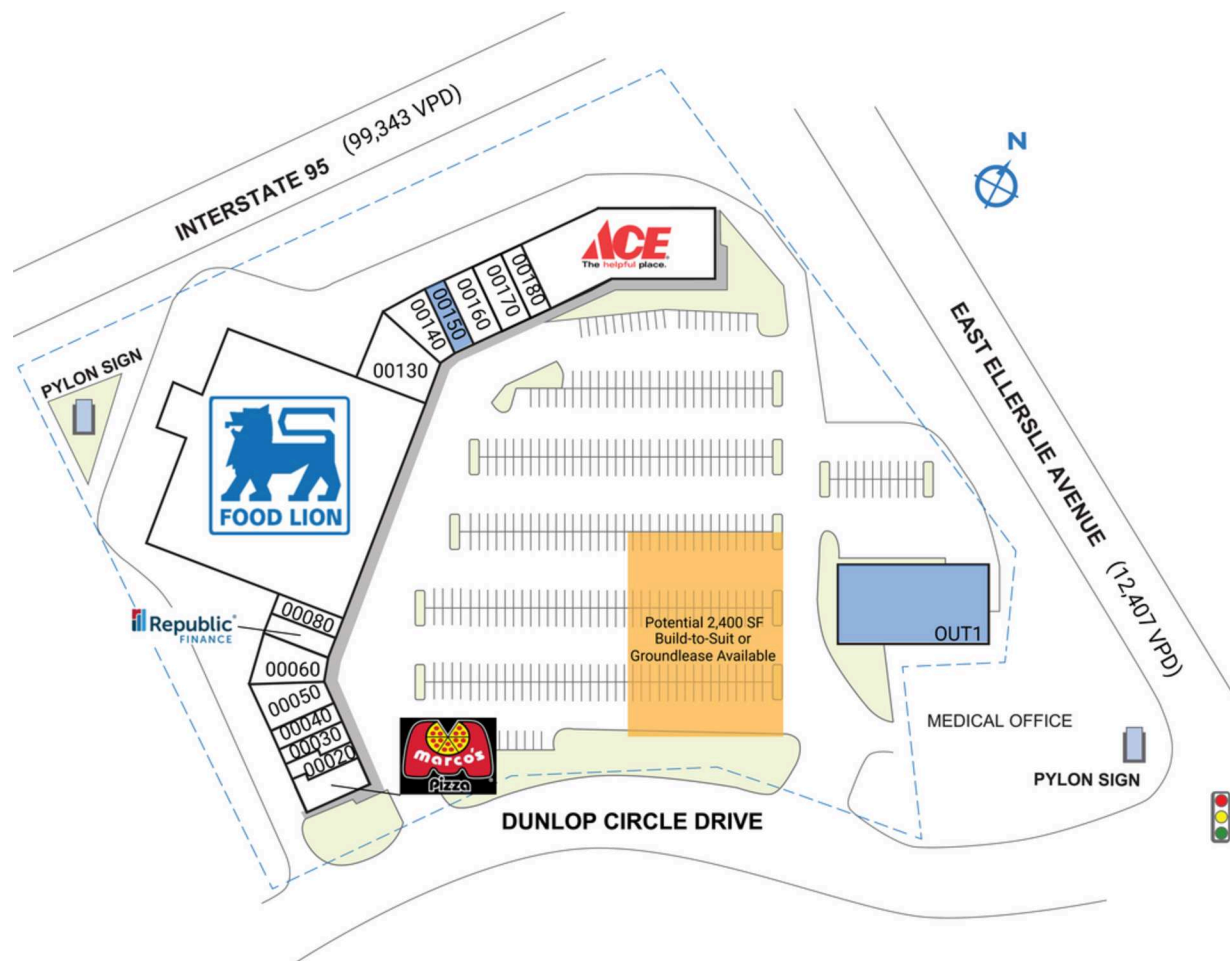 INTERSTATE 95 (99,343 VPD)
N
ACE
The helpful place.
00180
00170
00160
00150
00140
00130
PYLON SIGN
FOOD LION
EAST ELLERSLIE AVENUE (12,407 VPD)
Republic
FINANCE
00080
00060
00050
00040
00030
00020
Potential 2,400 SF
Build-to-Suit or
Groundlease Available
OUT1
MEDICAL OFFICE
marco's
Pizza
PYLON SIGN
DUNLOP CIRCLE DRIVE